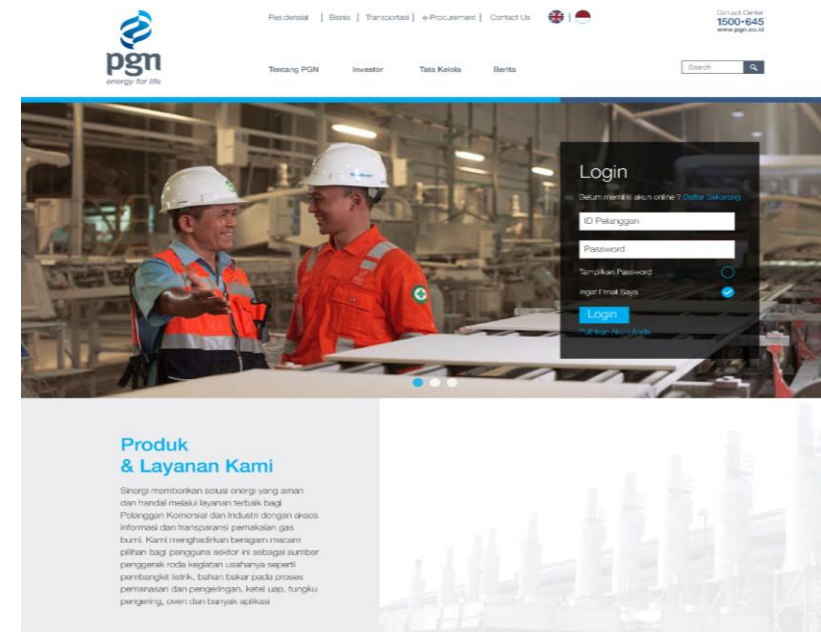 pgn
energy for life
Residensial | Bisnis | Transportasi | e-Procurement | Contact Us
Contact Center
1500-645
www.pgn.co.id
Tentang PGN Investor Tata Kelola Berita
Search
Login
Belum memiliki akun online ? Daftar Sekarang
ID Pelanggan
Password
Tampilkan Password
Ingat Email Saya
Login
Pulihkan Akun Anda
Produk
& Layanan Kami
Sinergi memberikan solusi energi yang aman
dan handal melalui layanan terbaik bagi
Pelanggan Komersial dan Industri dengan akses
informasi dan transparansi pemakaian gas
bumi. Kami menghadirkan beragam macam
pilihan bagi pengguna sektor ini sebagai sumber
penggerak roda kegiatan usahanya seperti
pembangkit listrik, bahan bakar pada proses
pemanasan dan pengeringan, ketel uap, tungku
pengering, oven dan banyak aplikasi